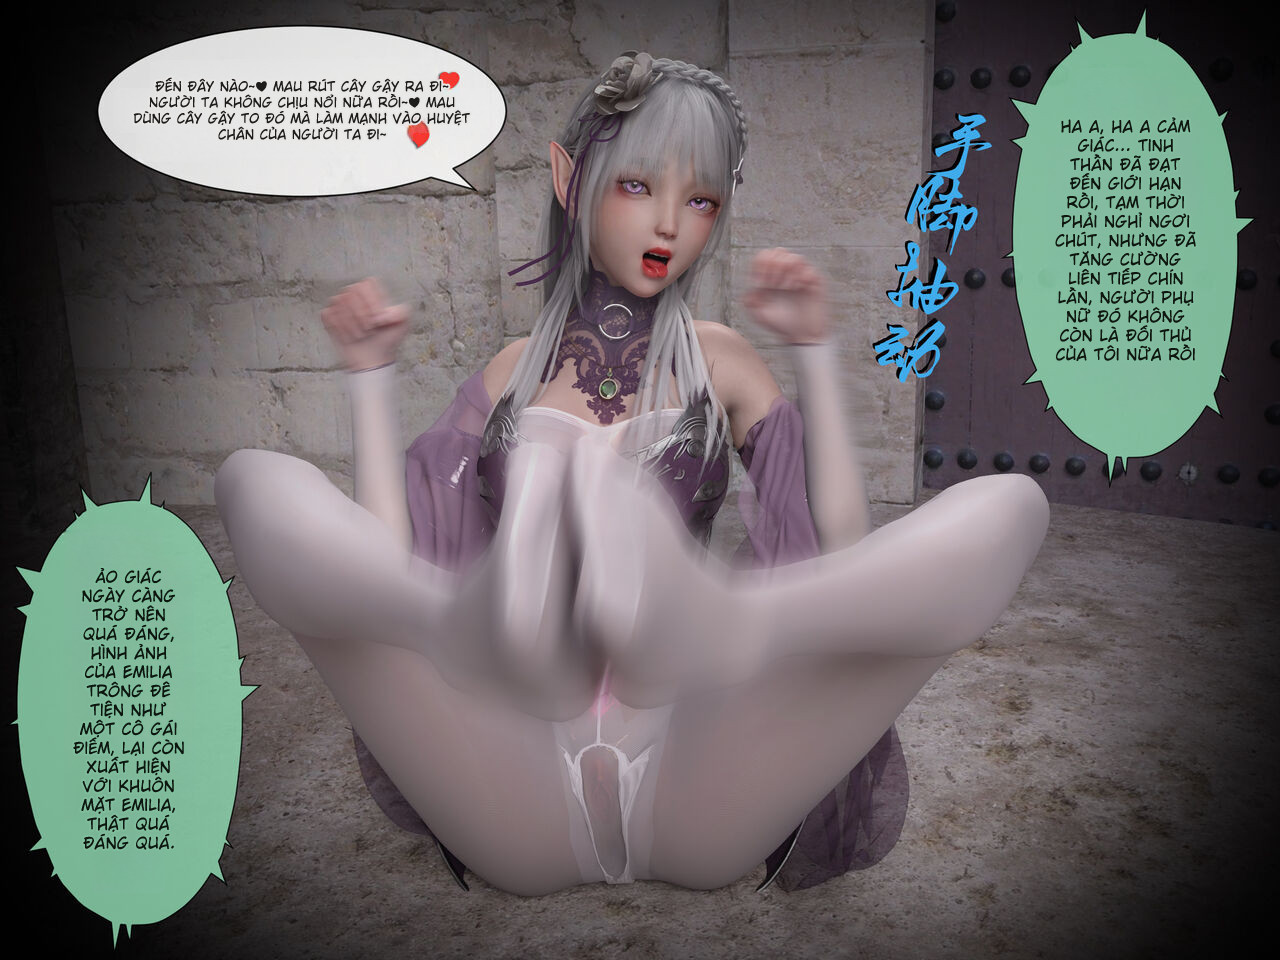 ĐẾN ĐÂY NÀO~♥ MAU RÚT CÂY GẬY RA ĐI~
NGƯỜI TA KHÔNG CHỊU NỔI NỮA RỒI~♥ MAU
DÙNG CÂY GẬY TO ĐÓ MÀ LÀM MẠNH VÀO HUYỆT
CHÂN CỦA NGƯỜI TA ĐI~
手脚抽动
HA A, HA A CẢM
GIÁC... TINH
THẦN ĐÃ ĐẠT
ĐẾN GIỚI HẠN
RỒI, TẠM THỜI
PHẢI NGHỈ NGƠI
CHÚT, NHƯNG ĐÃ
TĂNG CƯỜNG
LIÊN TIẾP CHÍN
LẦN, NGƯỜI PHỤ
NỮ ĐÓ KHÔNG
CÒN LÀ ĐỐI THỦ
CỦA TÔI NỮA RỒI
ẢO GIÁC
NGÀY CÀNG
TRỞ NÊN
QUÁ ĐÁNG,
HÌNH ẢNH
CỦA EMILIA
TRÔNG ĐÊ
TIỆN NHƯ
MỘT CÔ GÁI
ĐIẾM, LẠI CÒN
XUẤT HIỆN
VỚI KHUÔN
MẶT EMILIA,
THẬT QUÁ
ĐÁNG QUÁ.